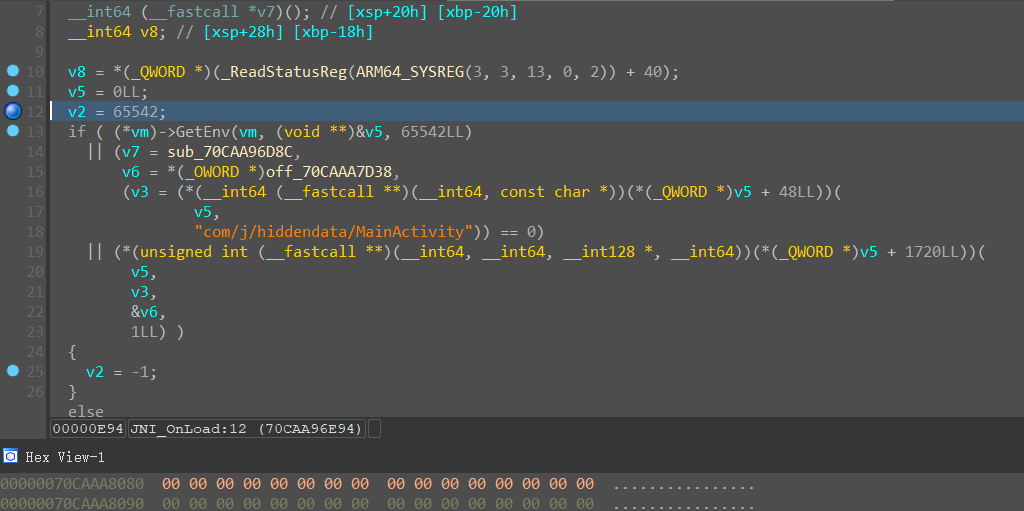 7 __int64 (__fastcall *v7)(); // [xsp+20h] [xbp-20h]
8 __int64 v8; // [xsp+28h] [xbp-18h]
9
10 v8 = *(_QWORD *)(_ReadStatusReg(ARM64_SYSREG(3, 3, 13, 0, 2)) + 40);
11 v5 = 0LL;
12 v2 = 65542;
13 if ( (*vm)->GetEnv(vm, (void **)&v5, 65542LL)
14 || (v7 = sub_70CAA96D8C,
15 v6 = *(_OWORD *)off_70CAAA7D38,
16 (v3 = (*(__int64 (__fastcall **)(__int64, const char *))(*(_QWORD *)v5 + 48LL))(
17 v5,
18 "com/j/hiddendata/MainActivity")) == 0)
19 || (*(unsigned int (__fastcall **)(__int64, __int64, __int128 *, __int64))(*(_QWORD *)v5 + 1720LL))(
20 v5,
21 v3,
22 &v6,
23 1LL) )
24 {
25 v2 = -1;
26 }
else
00000E94 JNI_OnLoad:12 (70CAA96E94)
Hex View-1
00000070CAAA8080 00 00 00 00 00 00 00 00 00 00 00 00 00 00 00 00 ................
00000070CAAA8090 00 00 00 00 00 00 00 00 00 00 00 00 00 00 00 00 ................